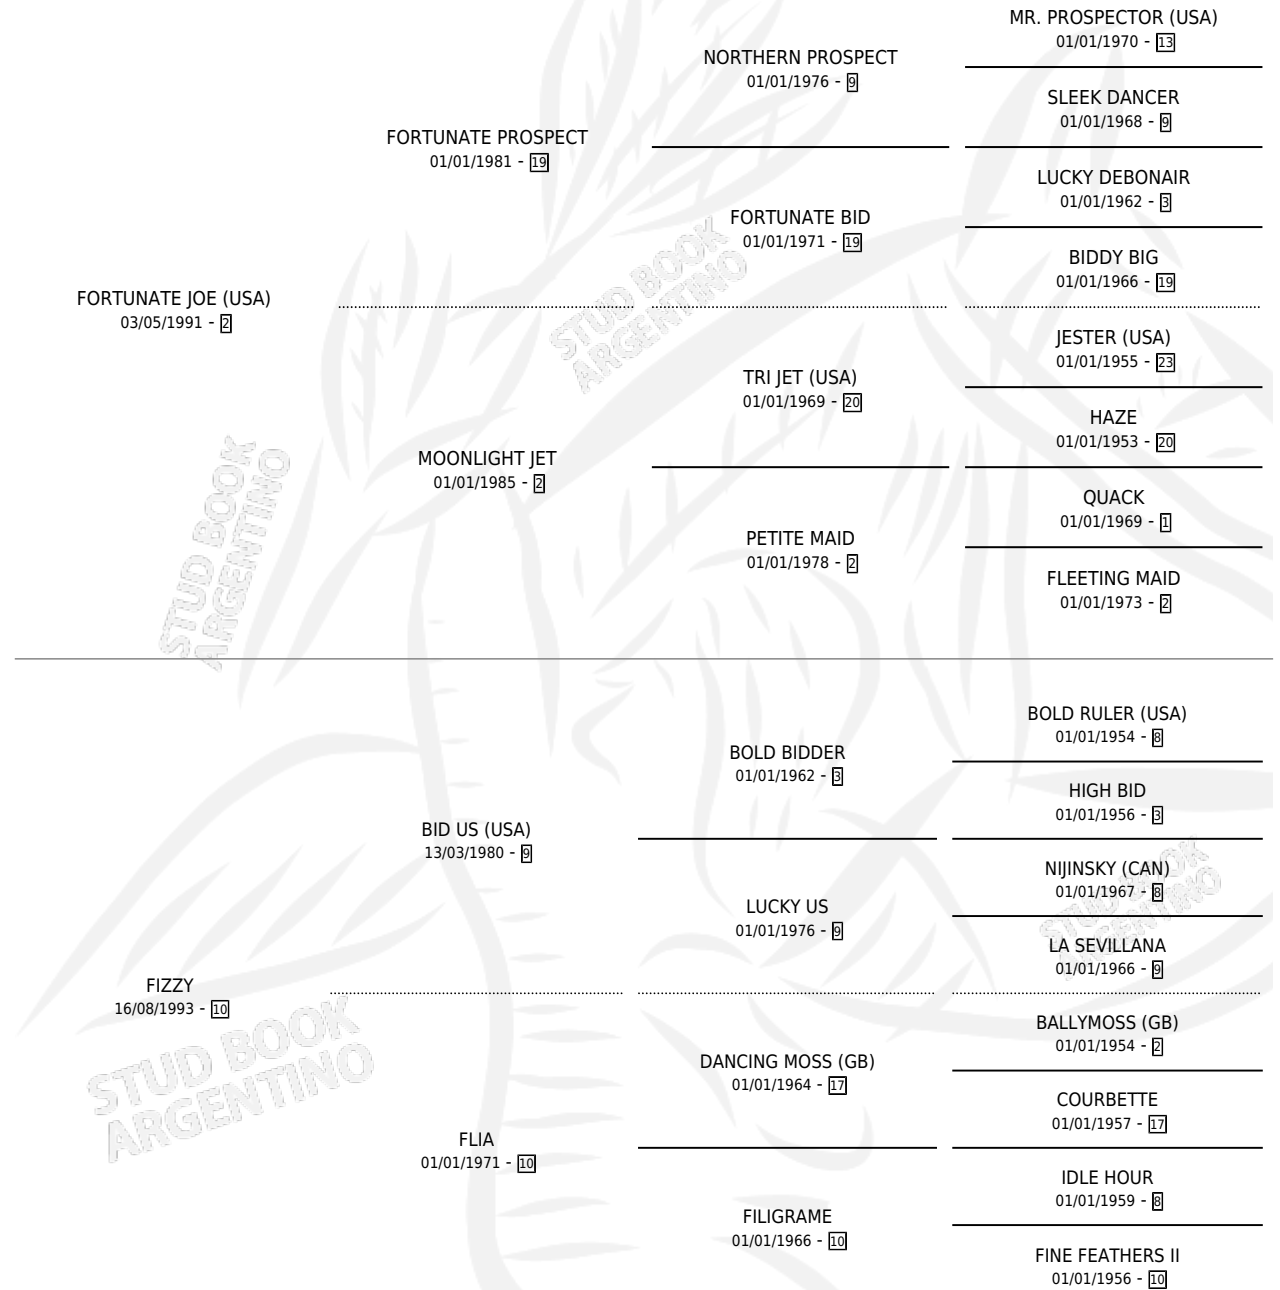 MR. PROSPECTOR (USA)
01/01/1970 - 13
NORTHERN PROSPECT
01/01/1976 - 9
SLEEK DANCER
01/01/1968 - 9
FORTUNATE PROSPECT
01/01/1981 - 19
LUCKY DEBONAIR
01/01/1962 - 3
FORTUNATE BID
01/01/1971 - 19
BIDDY BIG
01/01/1966 - 19
FORTUNATE JOE (USA)
03/05/1991 - 2
STUD BOOK
ARGENTINO
JESTER (USA)
01/01/1955 - 23
TRI JET (USA)
01/01/1969 - 20
HAZE
01/01/1953 - 20
MOONLIGHT JET
01/01/1985 - 2
QUACK
01/01/1969 - 1
PETITE MAID
01/01/1978 - 2
FLEETING MAID
01/01/1973 - 2
STUD BOOK
ARGENTINO
BOLD RULER (USA)
01/01/1954 - 8
BOLD BIDDER
01/01/1962 - 3
HIGH BID
01/01/1956 - 3
BID US (USA)
13/03/1980 - 9
NIJINSKY (CAN)
01/01/1967 - 8
LUCKY US
01/01/1976 - 9
LA SEVILLANA
01/01/1966 - 9
STUD BOOK
ARGENTINO
FIZZY
16/08/1993 - 10
STUD BOOK
ARGENTINO
BALLYMOSS (GB)
01/01/1954 - 2
DANCING MOSS (GB)
01/01/1964 - 17
COURBETTE
01/01/1957 - 17
FLIA
01/01/1971 - 10
IDLE HOUR
01/01/1959 - 8
FILIGRAME
01/01/1966 - 10
FINE FEATHERS II
01/01/1956 - 10